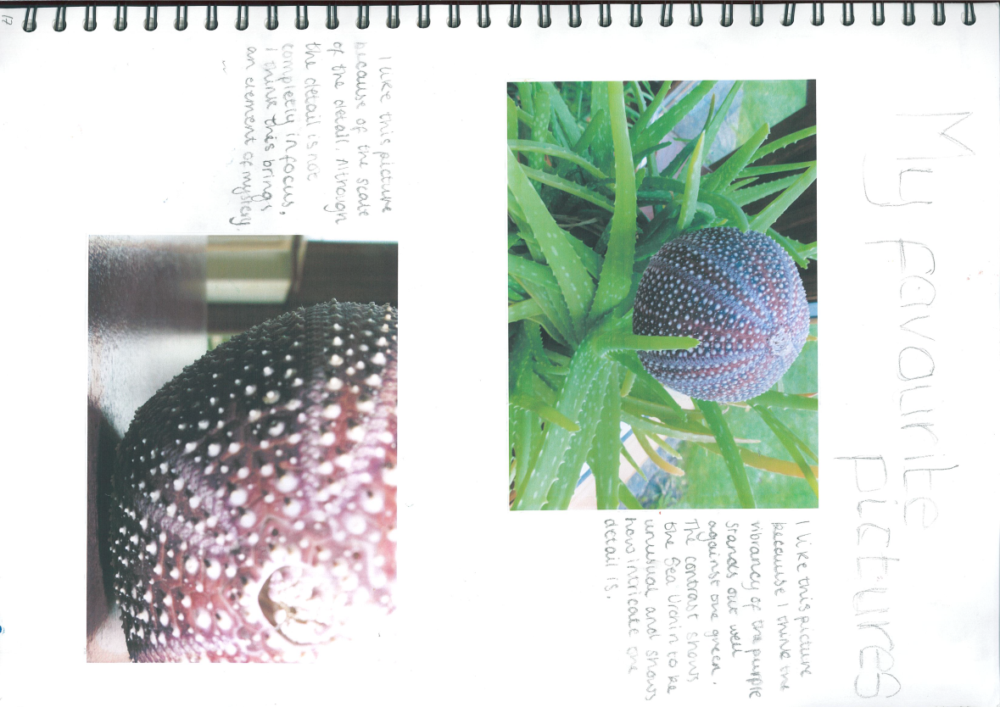 My Favourite
pictures
I like this picture
because I think the
vibrancy of the purple
stands out well
against the green.
The contrast shows
the Sea Urchin to be
unusual and shows
how intricate the
detail is.
I like this picture
because of the scale
of the detail. Although
the detail is not
completly in focus,
I think this brings
an element of mystery.
17